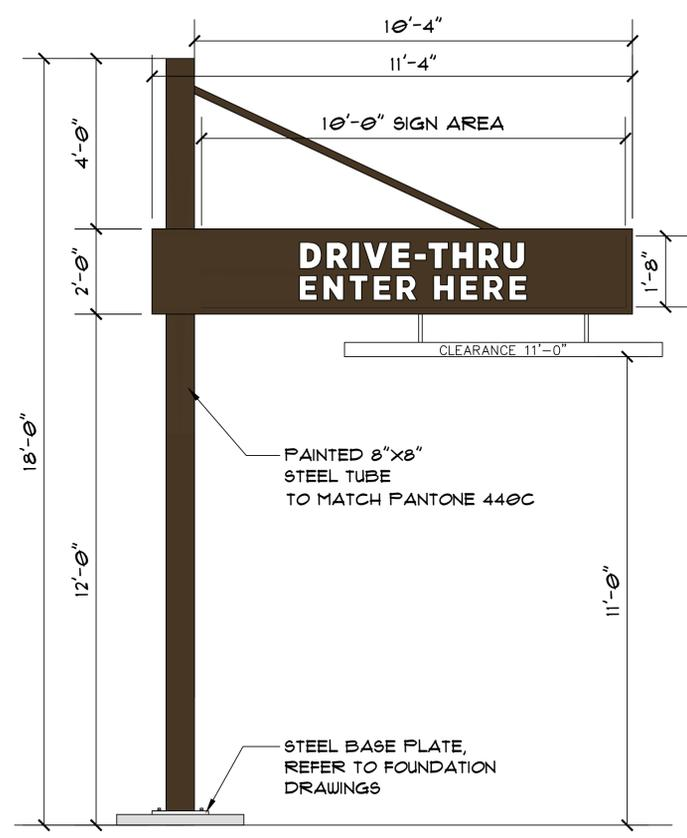 10'-4"
11'-4"
10'-0" SIGN AREA
4'-0"
2'-0"
DRIVE-THRU
ENTER HERE
1'-8"
CLEARANCE 11'-0"
18'-0"
PAINTED 8"X8"
STEEL TUBE
TO MATCH PANTONE 440C
12'-0"
11'-0"
STEEL BASE PLATE,
REFER TO FOUNDATION
DRAWINGS